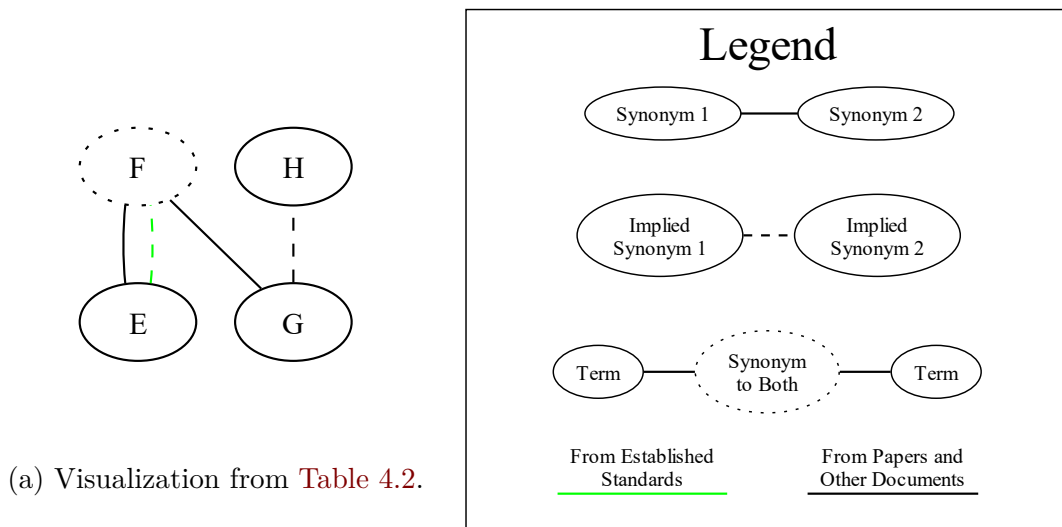 F
H
E
G
(a) Visualization from Table 4.2.
Legend
Synonym 1
Synonym 2
Implied
Synonym 1
Implied
Synonym 2
Term
Synonym
to Both
Term
From Established
Standards
From Papers and
Other Documents